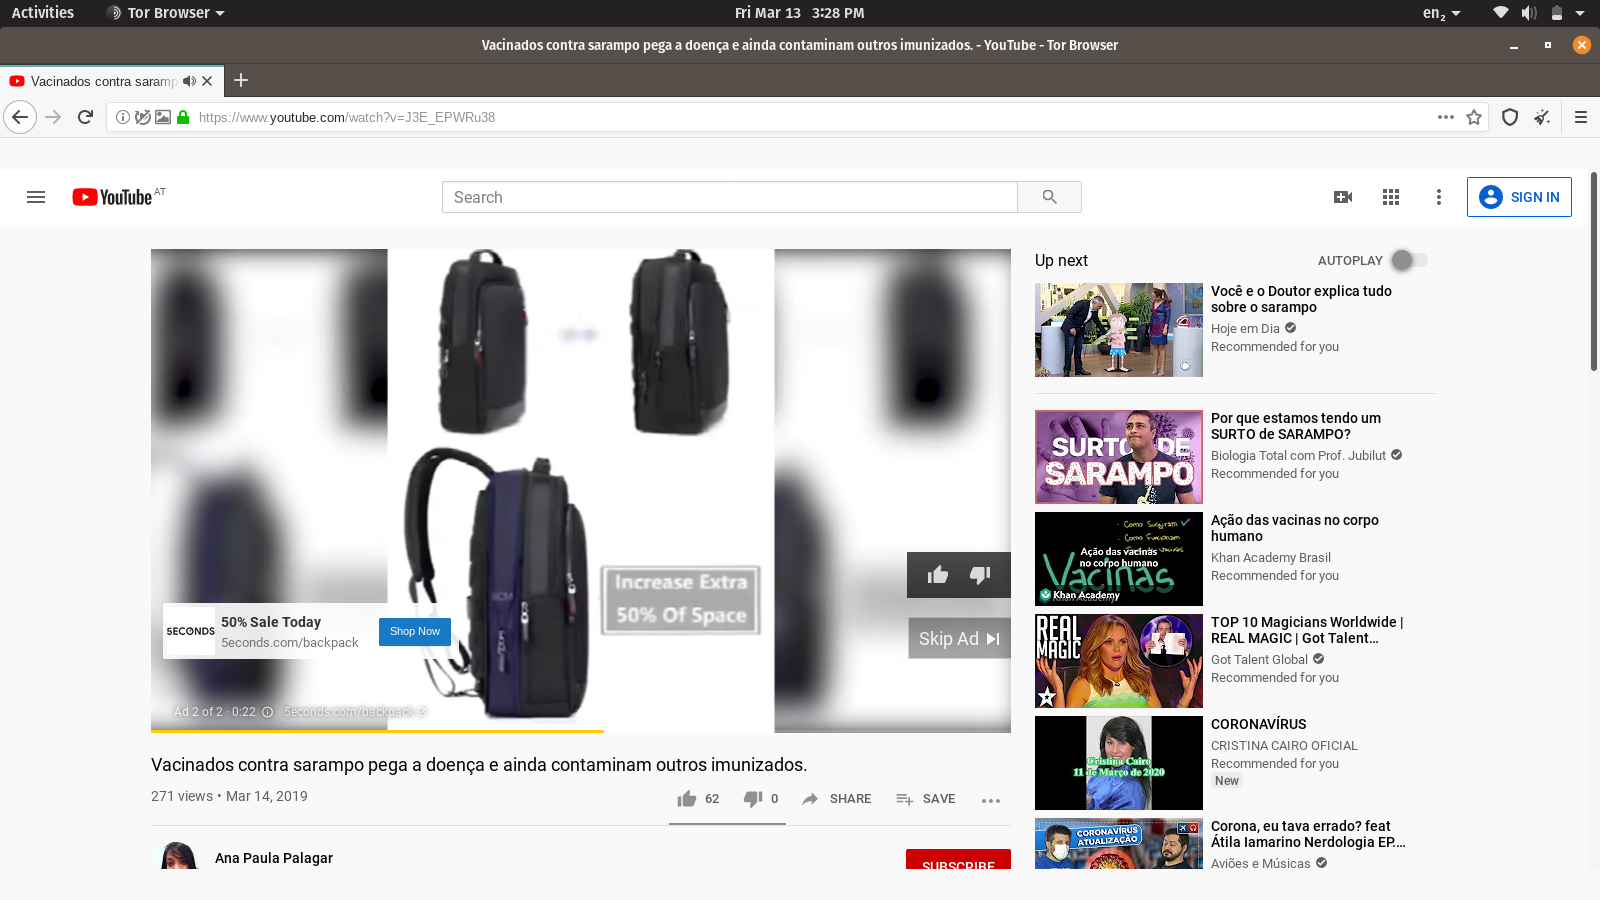 Activities
Tor Browser
Fri Mar 13 3:28 PM
en₂
Vacinados contra sarampo pega a doença e ainda contaminam outros imunizados. - YouTube - Tor Browser
Vacinados contra saramp
https://www.youtube.com/watch?v=J3E_EPWRu38
YouTube AT
Search
SIGN IN
Increase Extra
50% Of Space
5ECONDS
50% Sale Today
5econds.com/backpack
Shop Now
Skip Ad
Ad 2 of 2 · 0:22
5econds.com/backpack
Vacinados contra sarampo pega a doença e ainda contaminam outros imunizados.
271 views • Mar 14, 2019
62
0
SHARE
SAVE
Ana Paula Palagar
SUBSCRIBE
Up next
AUTOPLAY
Você e o Doutor explica tudo
sobre o sarampo
Hoje em Dia
Recommended for you
SURTO DE
SARAMPO
Por que estamos tendo um
SURTO de SARAMPO?
Biologia Total com Prof. Jubilut
Recommended for you
- Como Surgiram ✓
- Como Funcionam
Vacinas
Ação das vacinas
no corpo humano
Khan Academy
Ação das vacinas no corpo
humano
Khan Academy Brasil
Recommended for you
REAL
MAGIC
TOP 10 Magicians Worldwide |
REAL MAGIC | Got Talent…
Got Talent Global
Recommended for you
Cristina Cairo
11 de Março de 2020
CORONAVÍRUS
CRISTINA CAIRO OFICIAL
Recommended for you
New
CORONAVÍRUS
ATUALIZAÇÃO
Corona, eu tava errado? feat
Átila Iamarino Nerdologia EP.…
Aviões e Músicas